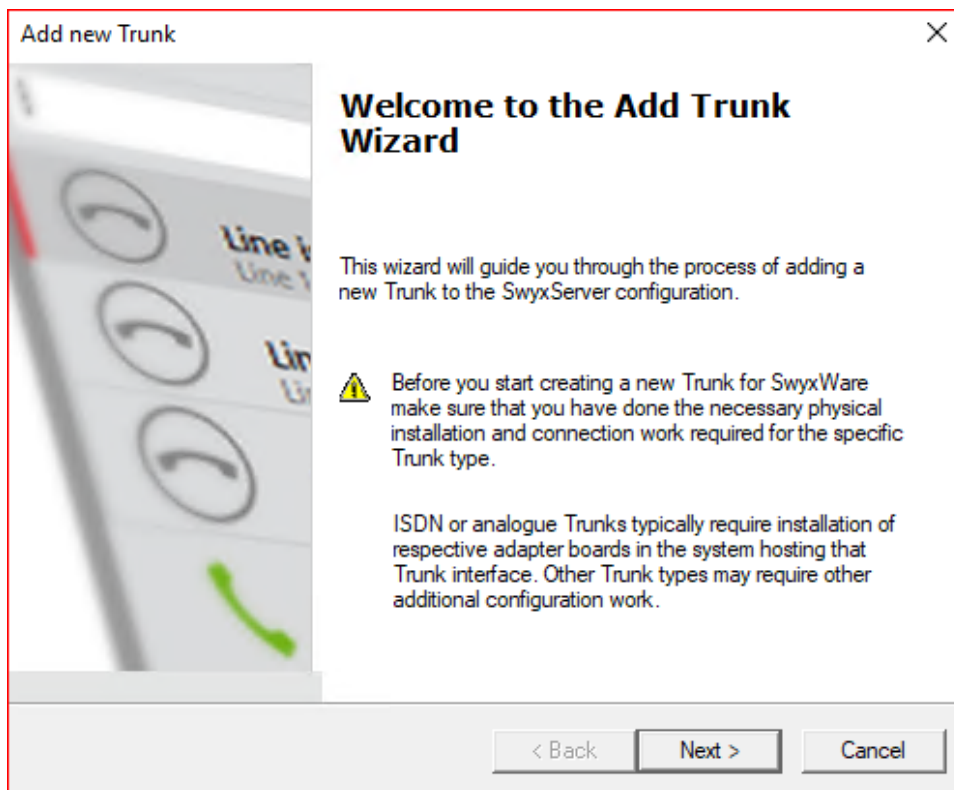 Add new Trunk
Welcome to the Add Trunk
Wizard
This wizard will guide you through the process of adding a
new Trunk to the SwyxServer configuration.
Before you start creating a new Trunk for SwyxWare
make sure that you have done the necessary physical
installation and connection work required for the specific
Trunk type.
ISDN or analogue Trunks typically require installation of
respective adapter boards in the system hosting that
Trunk interface. Other Trunk types may require other
additional configuration work.
Line
Line
Lin
< Back
Next >
Cancel